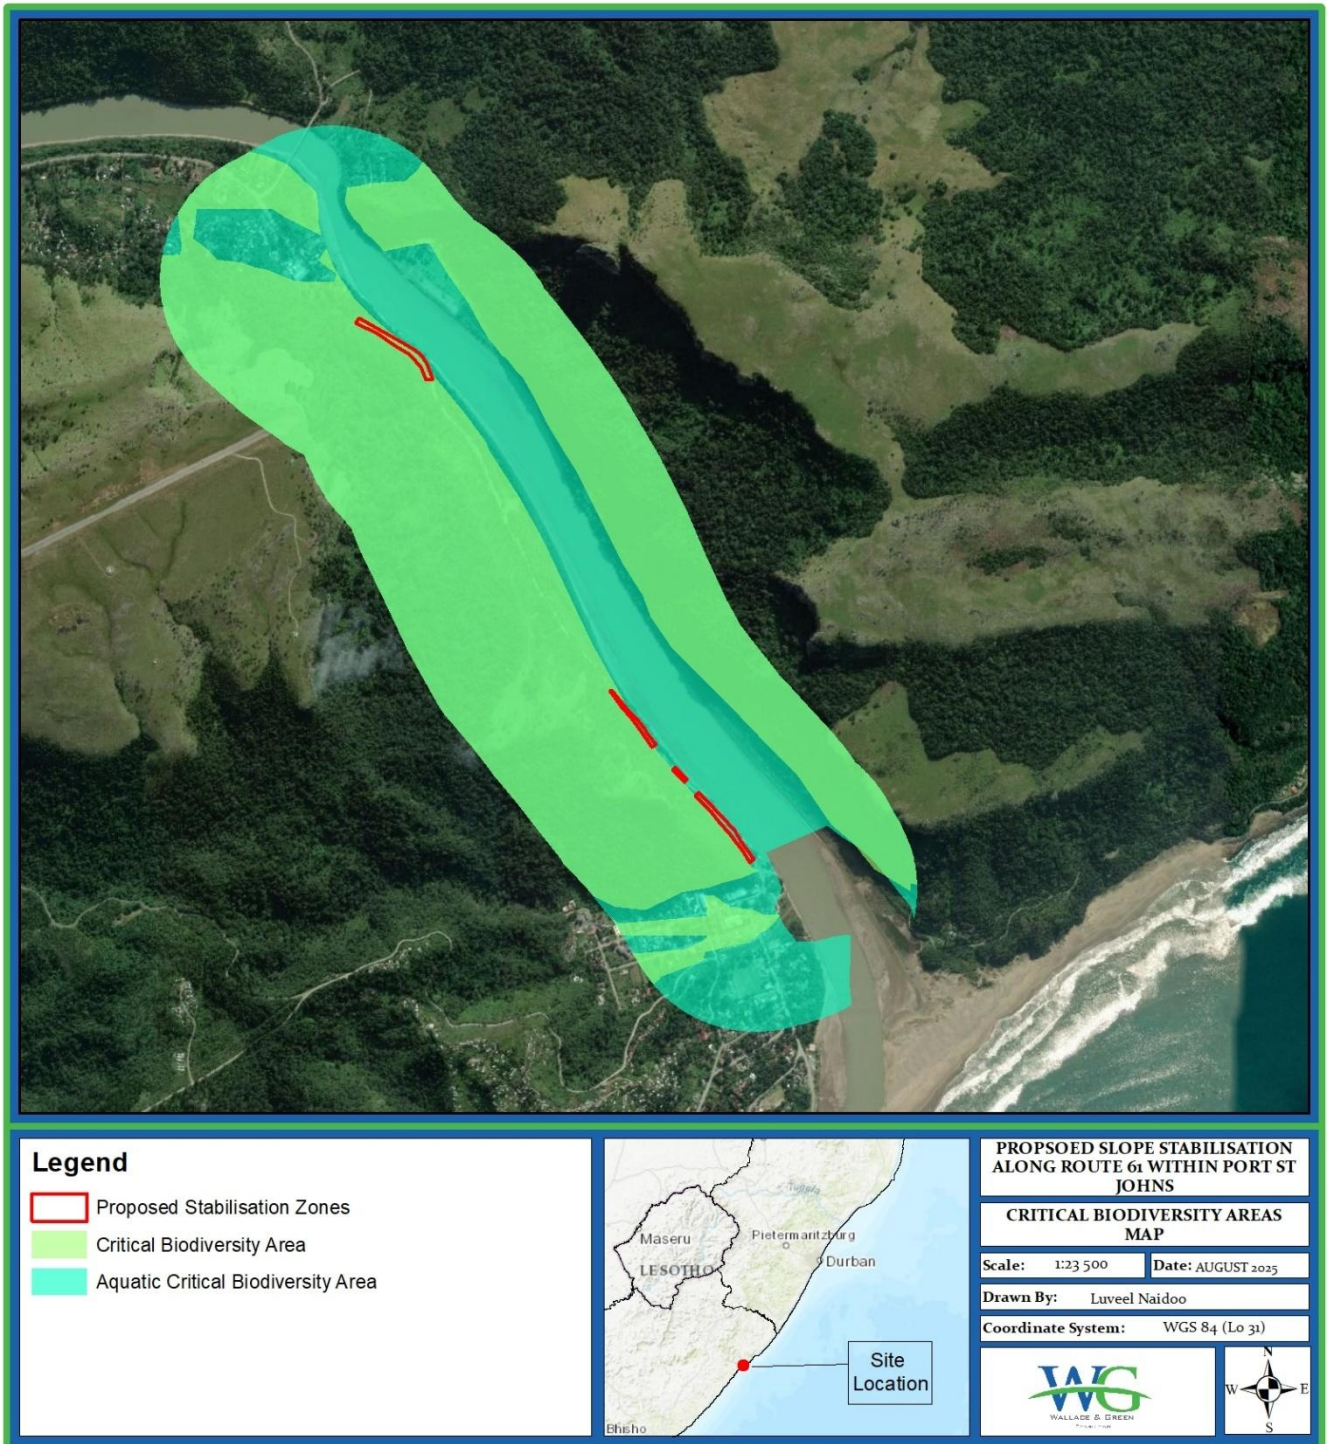 Legend
Proposed Stabilisation Zones
Critical Biodiversity Area
Aquatic Critical Biodiversity Area
Tugela
Maseru
Pietermaritzburg
LESOTHO
Durban
Site
Location
Bhisho
PROPSOED SLOPE STABILISATION
ALONG ROUTE 61 WITHIN PORT ST
JOHNS
CRITICAL BIODIVERSITY AREAS
MAP
Scale: 1:23 500
Date: AUGUST 2025
Drawn By: Luveel Naidoo
Coordinate System: WGS 84 (Lo 31)
WG
WALLACE & GREEN
N
W E
S